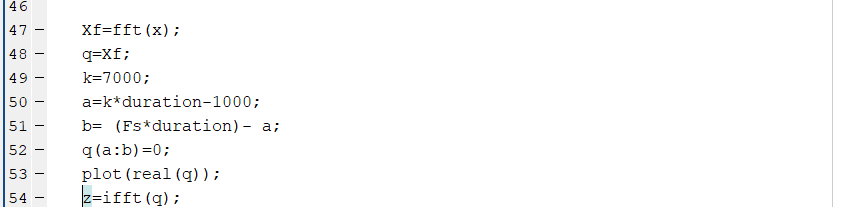 46
47 – Xf=fft(x);
48 – q=Xf;
49 – k=7000;
50 – a=k*duration-1000;
51 – b= (Fs*duration)- a;
52 – q(a:b)=0;
53 – plot(real(q));
54 – z=ifft(q);